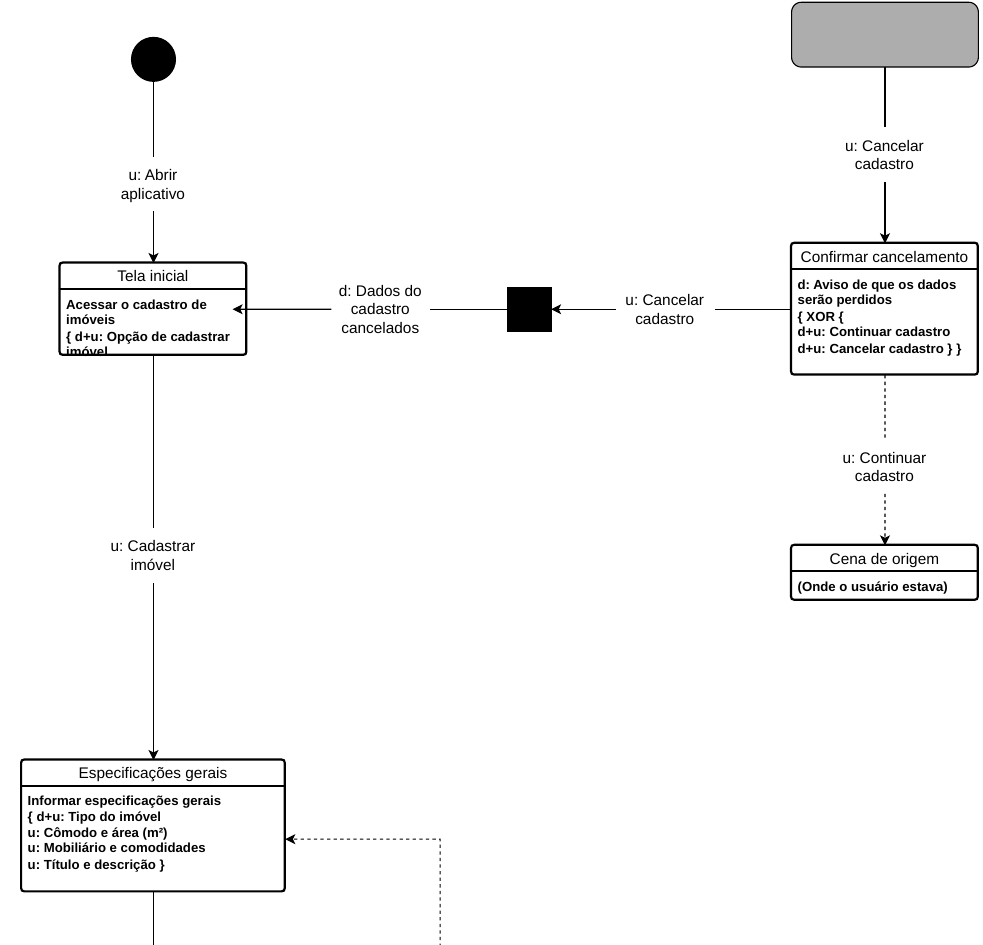 u: Cancelar
cadastro
u: Abrir
aplicativo
Tela inicial
Acessar o cadastro de
imóveis
{ d+u: Opção de cadastrar
imóvel
d: Dados do
cadastro
cancelados
u: Cancelar
cadastro
Confirmar cancelamento
d: Aviso de que os dados
serão perdidos
{ XOR {
d+u: Continuar cadastro
d+u: Cancelar cadastro } }
u: Continuar
cadastro
Cena de origem
(Onde o usuário estava)
u: Cadastrar
imóvel
Especificações gerais
Informar especificações gerais
{ d+u: Tipo do imóvel
u: Cômodo e área (m²)
u: Mobiliário e comodidades
u: Título e descrição }